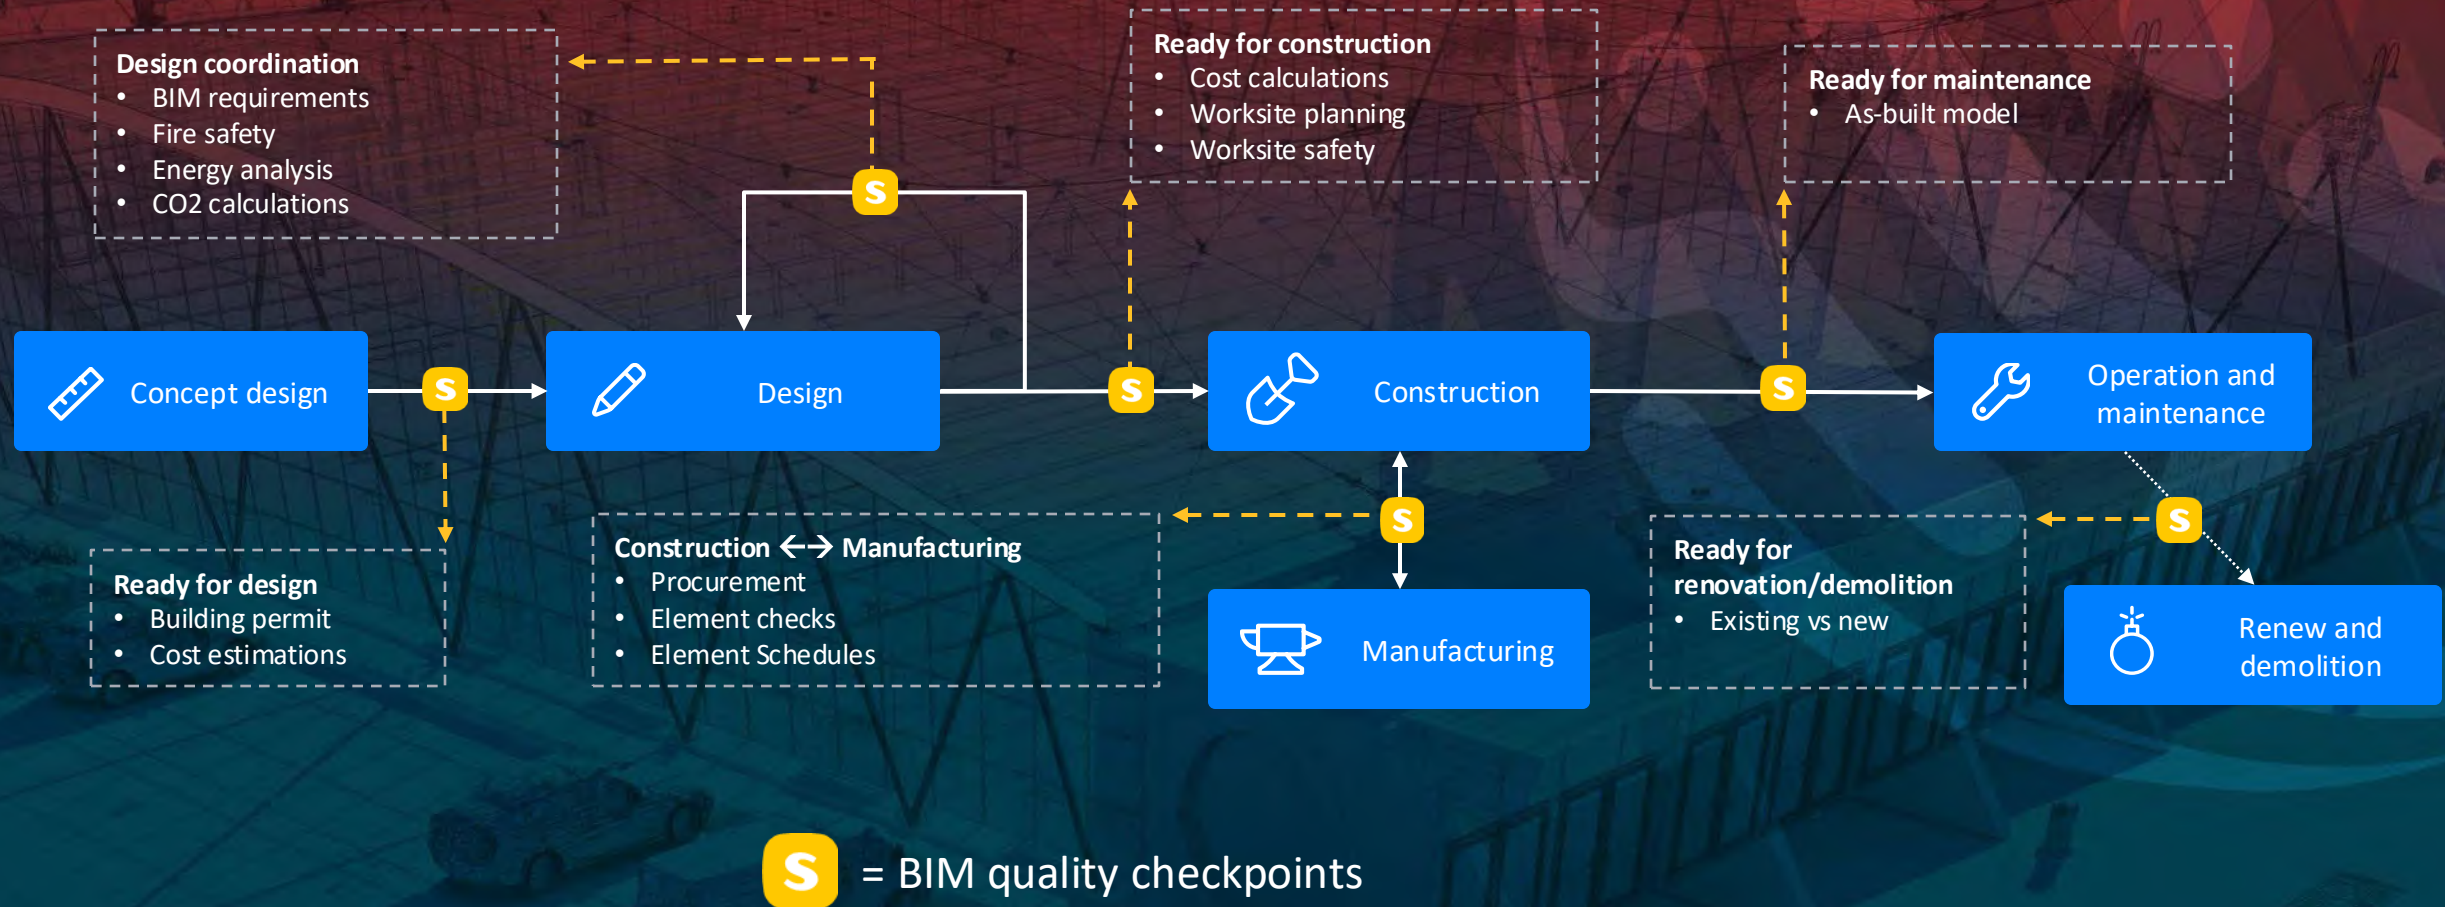 Design coordination
• BIM requirements
• Fire safety
• Energy analysis
• CO2 calculations
Ready for construction
• Cost calculations
• Worksite planning
• Worksite safety
Ready for maintenance
• As-built model
S
Concept design
S
Design
S
Construction
S
Operation and
maintenance
Ready for design
• Building permit
• Cost estimations
Construction ←→ Manufacturing
• Procurement
• Element checks
• Element Schedules
S
Manufacturing
Ready for
renovation/demolition
• Existing vs new
S
Renew and
demolition
S = BIM quality checkpoints